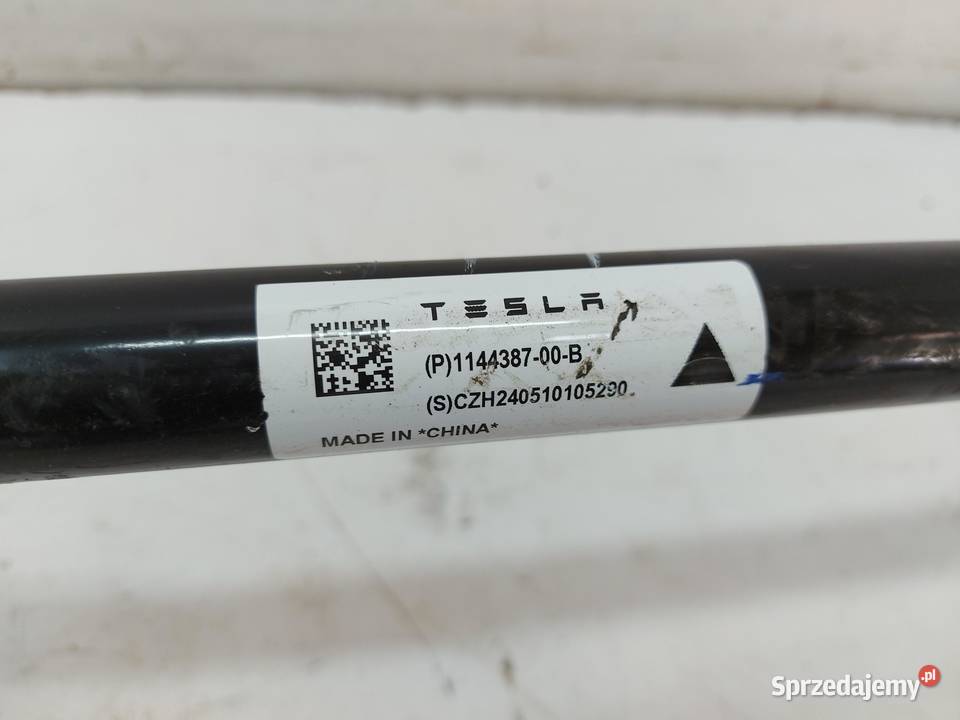 TESLA
(P)1144387-00-B
(S)CZH240510105290
MADE IN *CHINA*
Sprzedajemy.pl